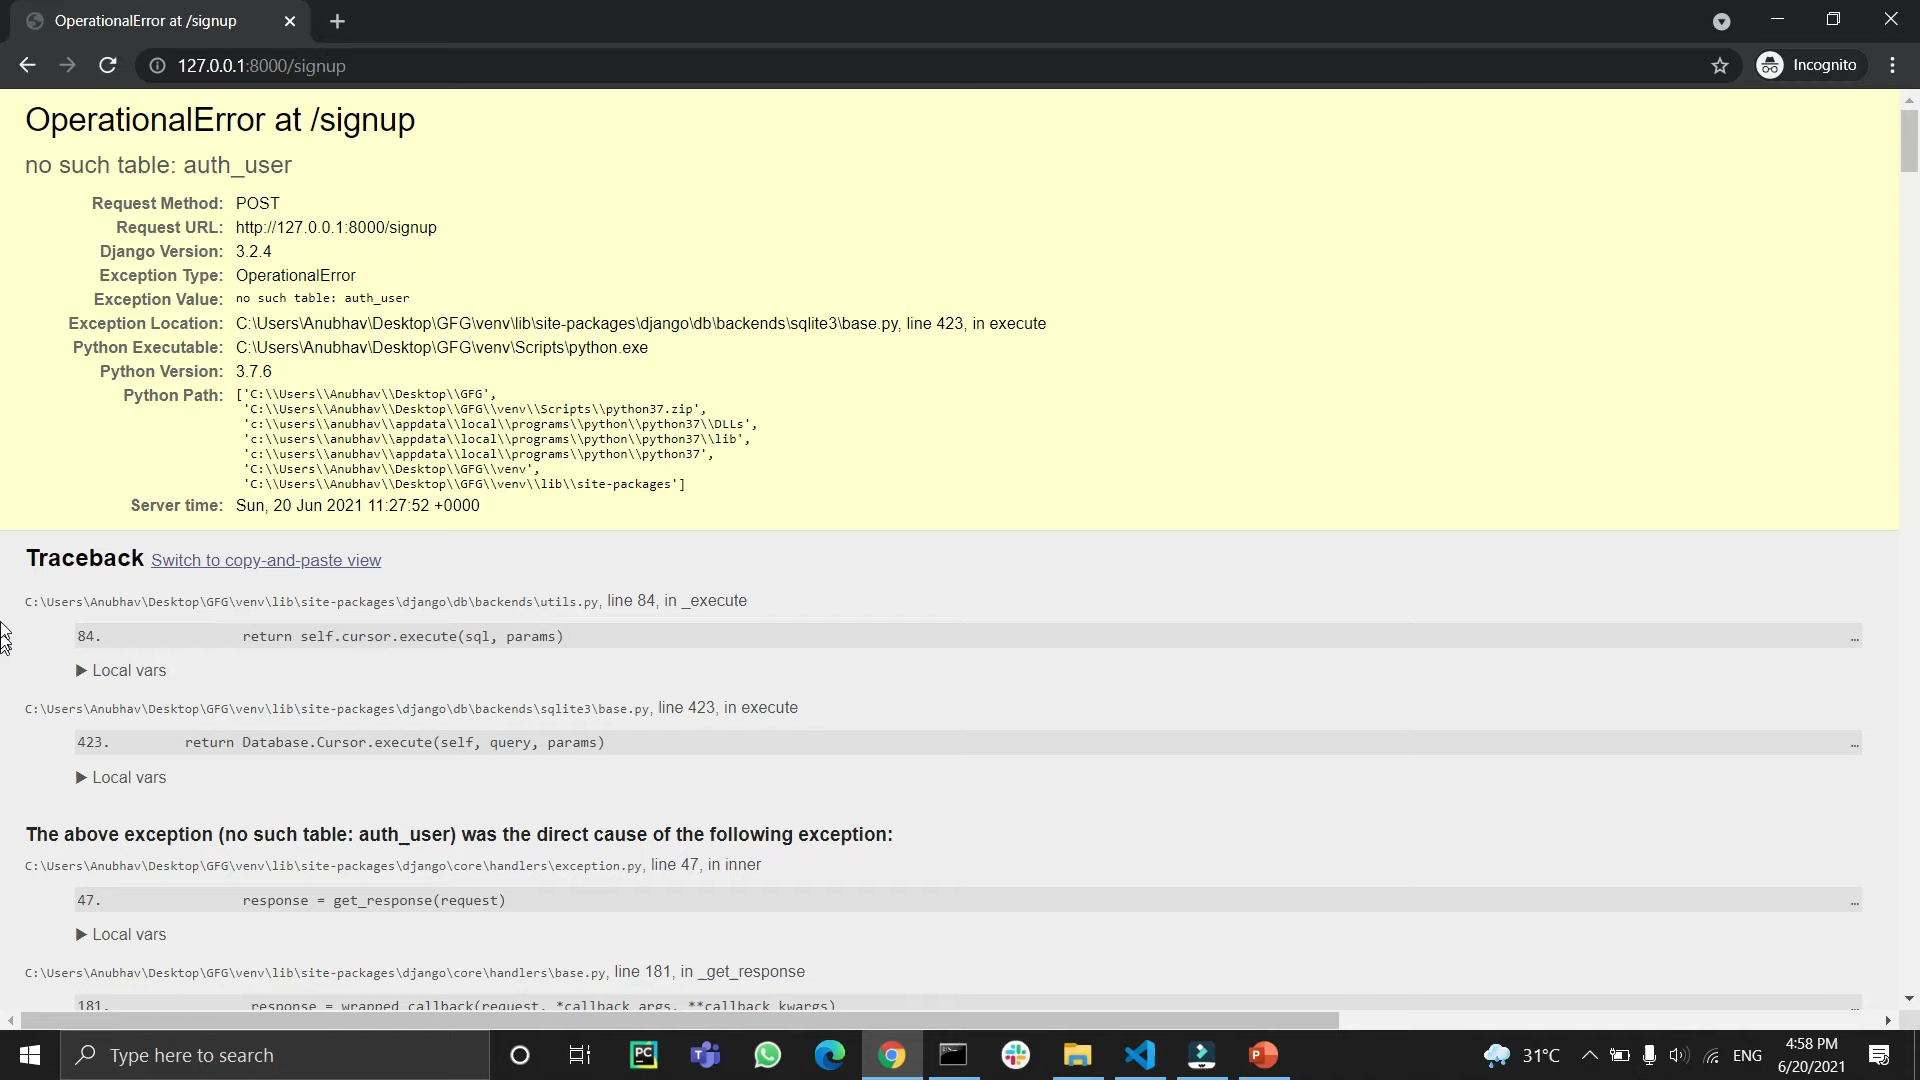 OperationalError at /signup
127.0.0.1:8000/signup
Incognito
OperationalError at /signup
no such table: auth_user
Request Method: POST
Request URL: http://127.0.0.1:8000/signup
Django Version: 3.2.4
Exception Type: OperationalError
Exception Value: no such table: auth_user
Exception Location: C:\Users\Anubhav\Desktop\GFG\venv\lib\site-packages\django\db\backends\sqlite3\base.py, line 423, in execute
Python Executable: C:\Users\Anubhav\Desktop\GFG\venv\Scripts\python.exe
Python Version: 3.7.6
Python Path: ['C:\\Users\\Anubhav\\Desktop\\GFG',
'C:\\Users\\Anubhav\\Desktop\\GFG\\venv\\Scripts\\python37.zip',
'c:\\users\\anubhav\\appdata\\local\\programs\\python\\python37\\DLLs',
'c:\\users\\anubhav\\appdata\\local\\programs\\python\\python37\\lib',
'c:\\users\\anubhav\\appdata\\local\\programs\\python\\python37',
'C:\\Users\\Anubhav\\Desktop\\GFG\\venv',
'C:\\Users\\Anubhav\\Desktop\\GFG\\venv\\lib\\site-packages']
Server time: Sun, 20 Jun 2021 11:27:52 +0000
Traceback Switch to copy-and-paste view
C:\Users\Anubhav\Desktop\GFG\venv\lib\site-packages\django\db\backends\utils.py, line 84, in _execute
84. return self.cursor.execute(sql, params) …
▶ Local vars
C:\Users\Anubhav\Desktop\GFG\venv\lib\site-packages\django\db\backends\sqlite3\base.py, line 423, in execute
423. return Database.Cursor.execute(self, query, params) …
▶ Local vars
The above exception (no such table: auth_user) was the direct cause of the following exception:
C:\Users\Anubhav\Desktop\GFG\venv\lib\site-packages\django\core\handlers\exception.py, line 47, in inner
47. response = get_response(request) …
▶ Local vars
C:\Users\Anubhav\Desktop\GFG\venv\lib\site-packages\django\core\handlers\base.py, line 181, in _get_response
181. response = wrapped_callback(request, *callback_args, **callback_kwargs) …
Type here to search
PC
31°C
ENG
4:58 PM
6/20/2021